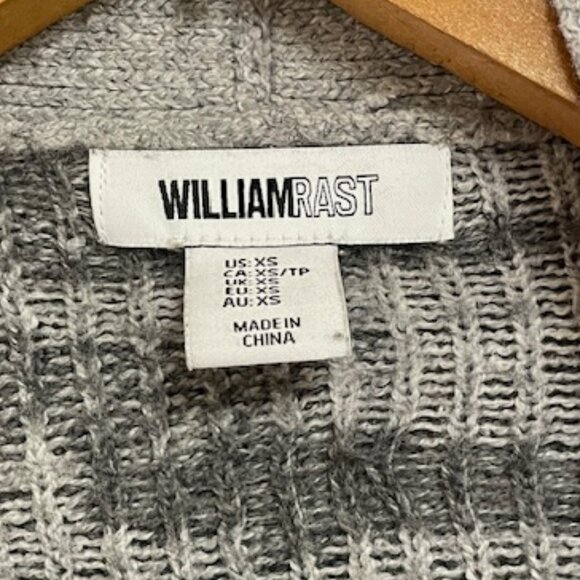 WILLIAMRAST
US:XS
CA:XS/TP
UK:XS
EU:XS
AU:XS
MADE IN
CHINA